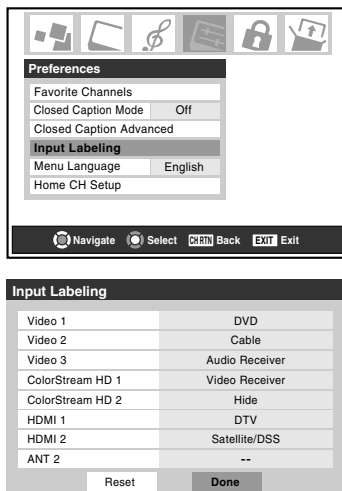 Preferences
Favorite Channels
Closed Caption Mode Off
Closed Caption Advanced
Input Labeling
Menu Language English
Home CH Setup
Navigate Select CH RTN Back EXIT Exit
Input Labeling
Video 1 DVD
Video 2 Cable
Video 3 Audio Receiver
ColorStream HD 1 Video Receiver
ColorStream HD 2 Hide
HDMI 1 DTV
HDMI 2 Satellite/DSS
ANT 2 --
Reset Done